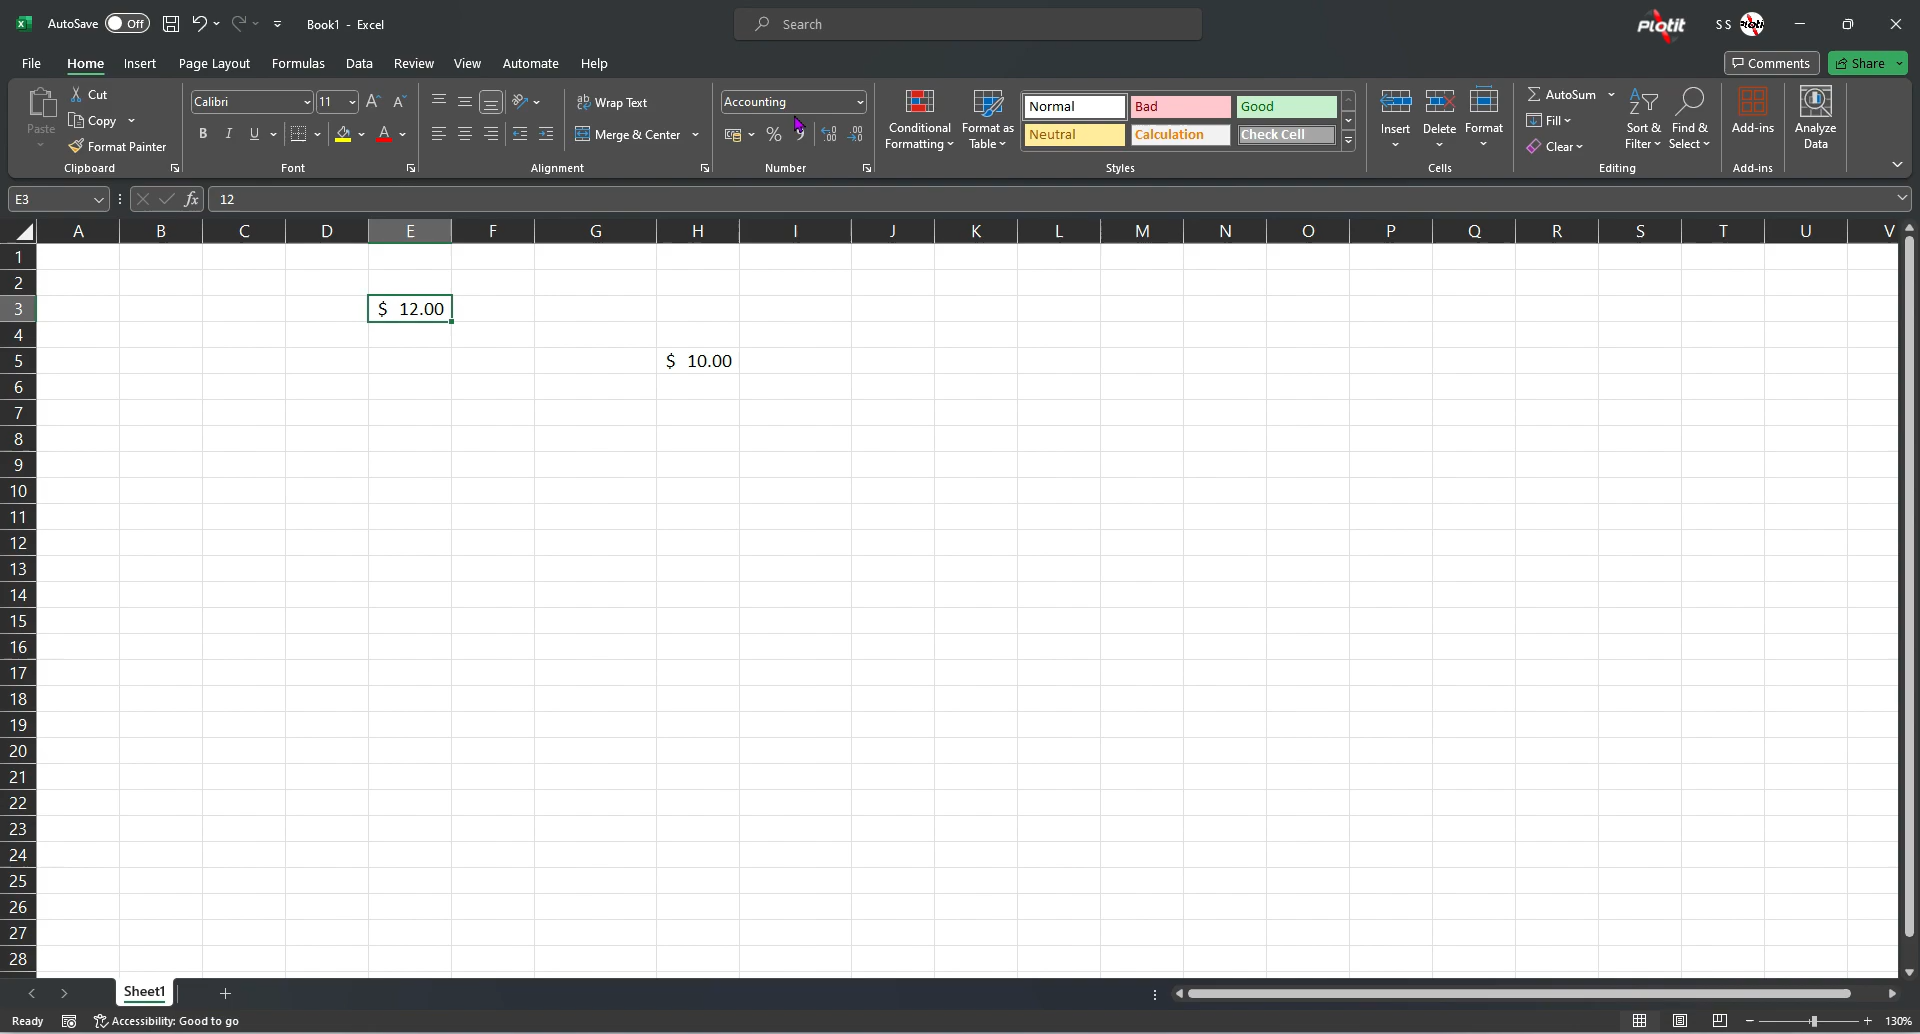 AutoSave Off Book1 - Excel Search Plotit S S
File Home Insert Page Layout Formulas Data Review View Automate Help Comments Share
Paste Cut Copy Format Painter Clipboard
Calibri 11 B I U Font
Wrap Text Merge & Center Alignment
Accounting % Number
Conditional Formatting
Format as Table
Normal Bad Good
Neutral Calculation Check Cell
Styles
Insert Delete Format Cells
AutoSum Fill Clear Sort & Filter Find & Select Editing
Add-ins Add-ins
Analyze Data
E3 fx 12
A B C D E F G H I J K L M N O P Q R S T U V
1
2
3 $ 12.00
4
5 $ 10.00
6
7
8
9
10
11
12
13
14
15
16
17
18
19
20
21
22
23
24
25
26
27
28
Sheet1 +
Ready Accessibility: Good to go 130%